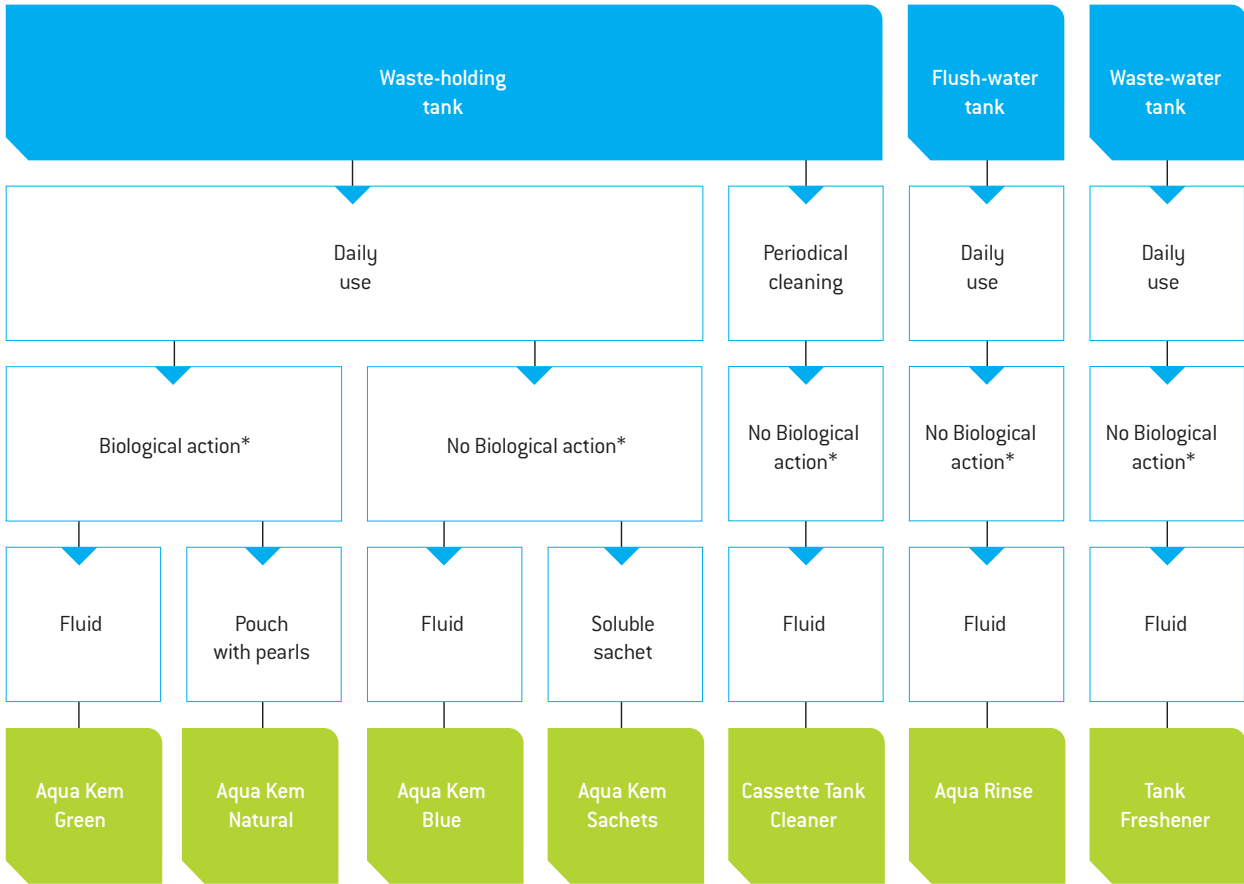 Waste-holding
tank
Flush-water
tank
Waste-water
tank
Daily
use
Periodical
cleaning
Daily
use
Daily
use
Biological action*
No Biological action*
No Biological
action*
No Biological
action*
No Biological
action*
Fluid
Pouch
with pearls
Fluid
Soluble
sachet
Fluid
Fluid
Fluid
Aqua Kem
Green
Aqua Kem
Natural
Aqua Kem
Blue
Aqua Kem
Sachets
Cassette Tank
Cleaner
Aqua Rinse
Tank
Freshener